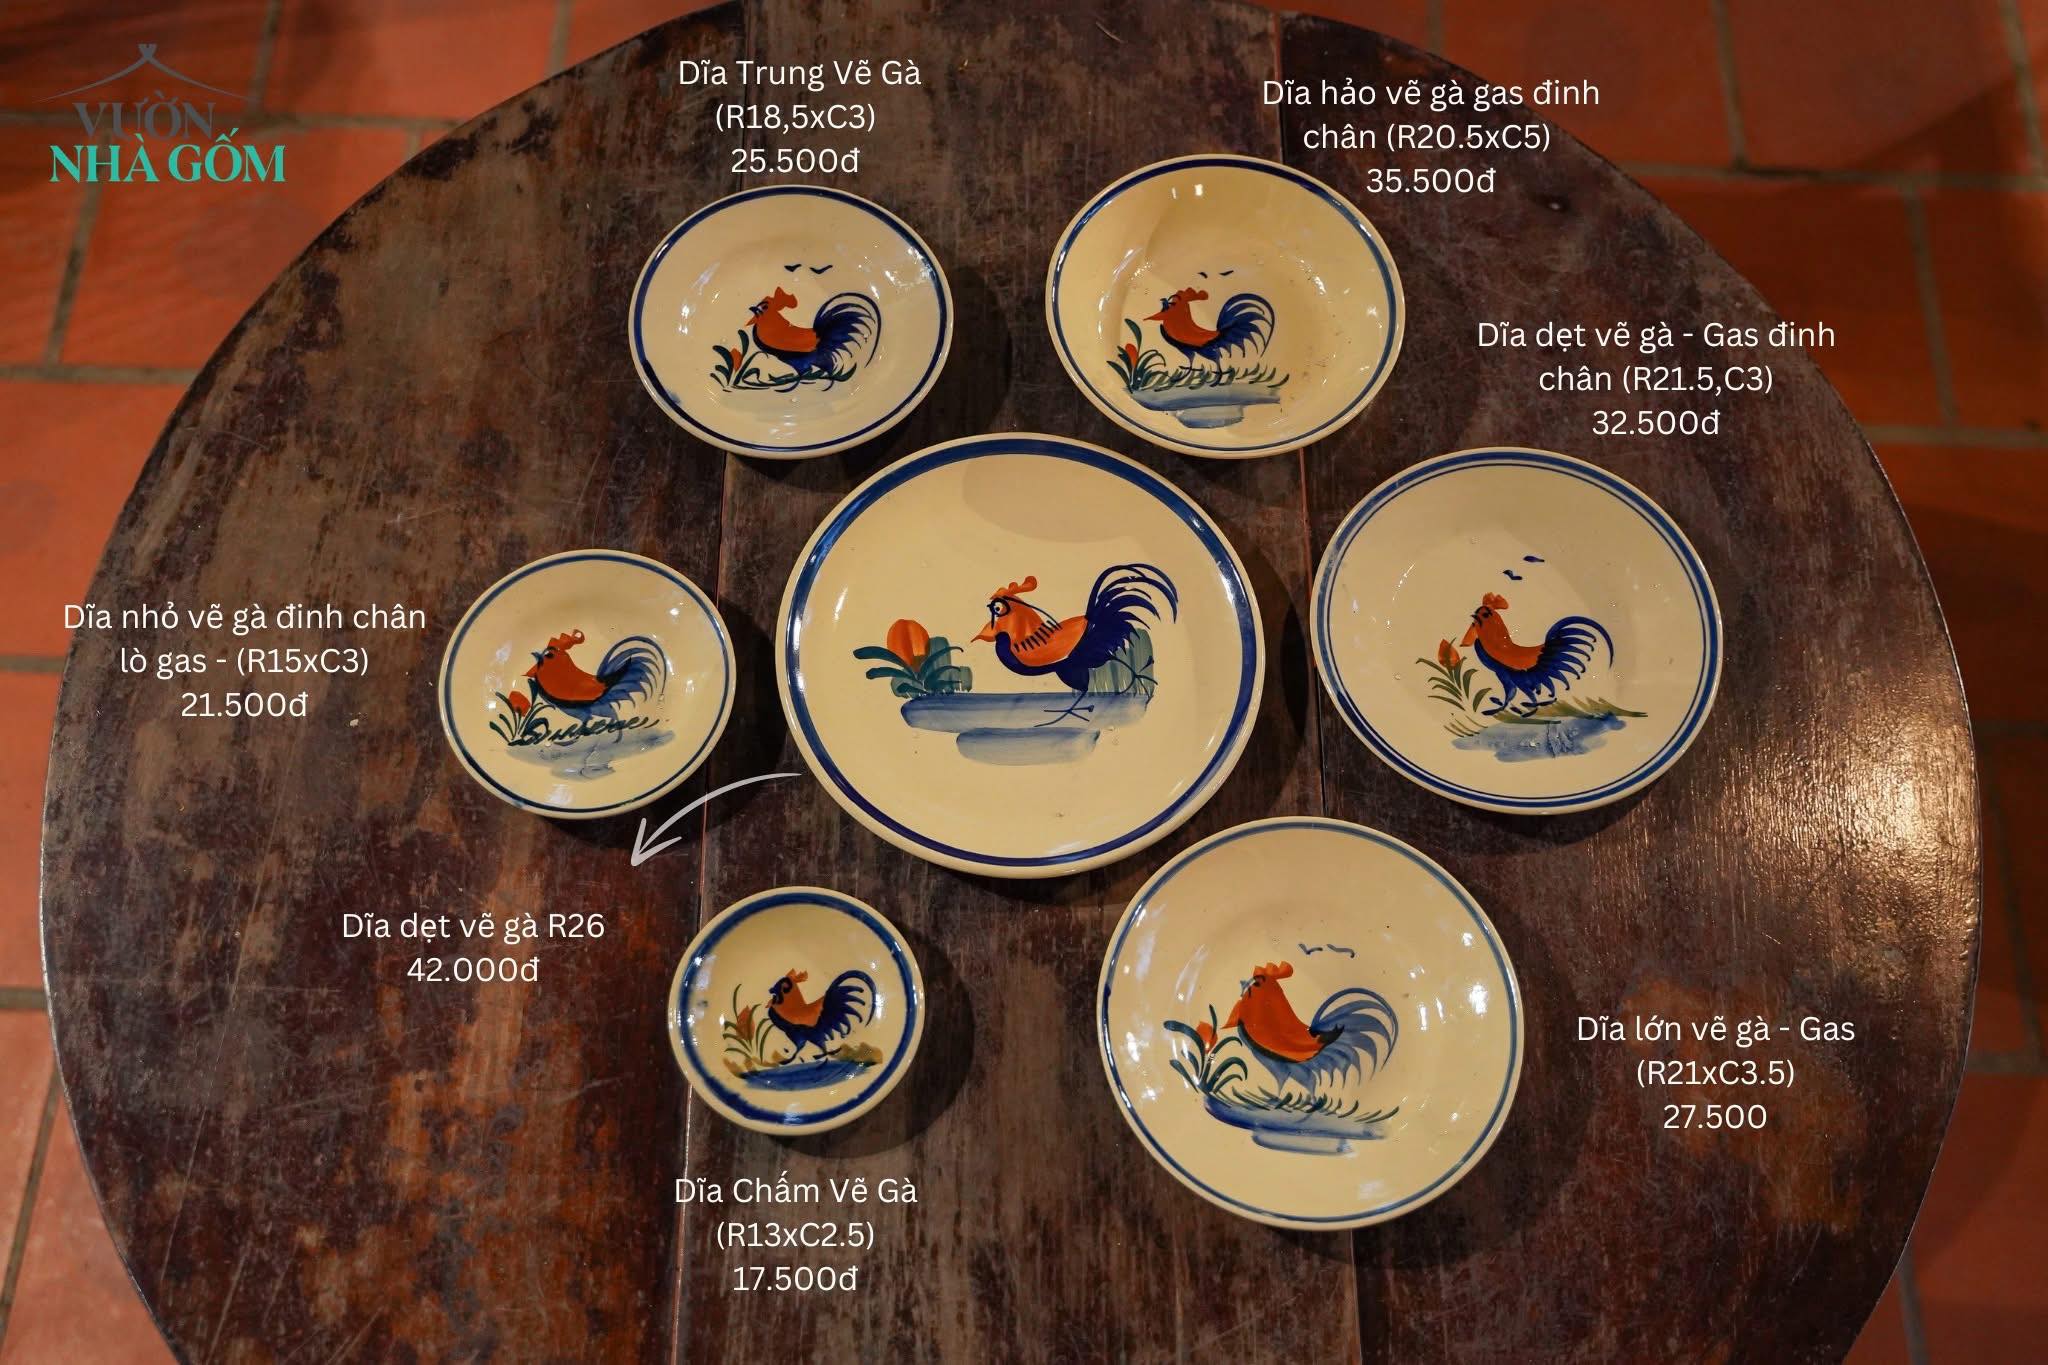 VƯỜN
NHÀ GỐM
Dĩa Trung Vẽ Gà
(R18,5xC3)
25.500đ
Dĩa hảo vẽ gà gas đinh
chân (R20.5xC5)
35.500đ
Dĩa dẹt vẽ gà - Gas đinh
chân (R21.5,C3)
32.500đ
Dĩa nhỏ vẽ gà đinh chân
lò gas - (R15xC3)
21.500đ
Dĩa dẹt vẽ gà R26
42.000đ
Dĩa lớn vẽ gà - Gas
(R21xC3.5)
27.500
Dĩa Chấm Vẽ Gà
(R13xC2.5)
17.500đ